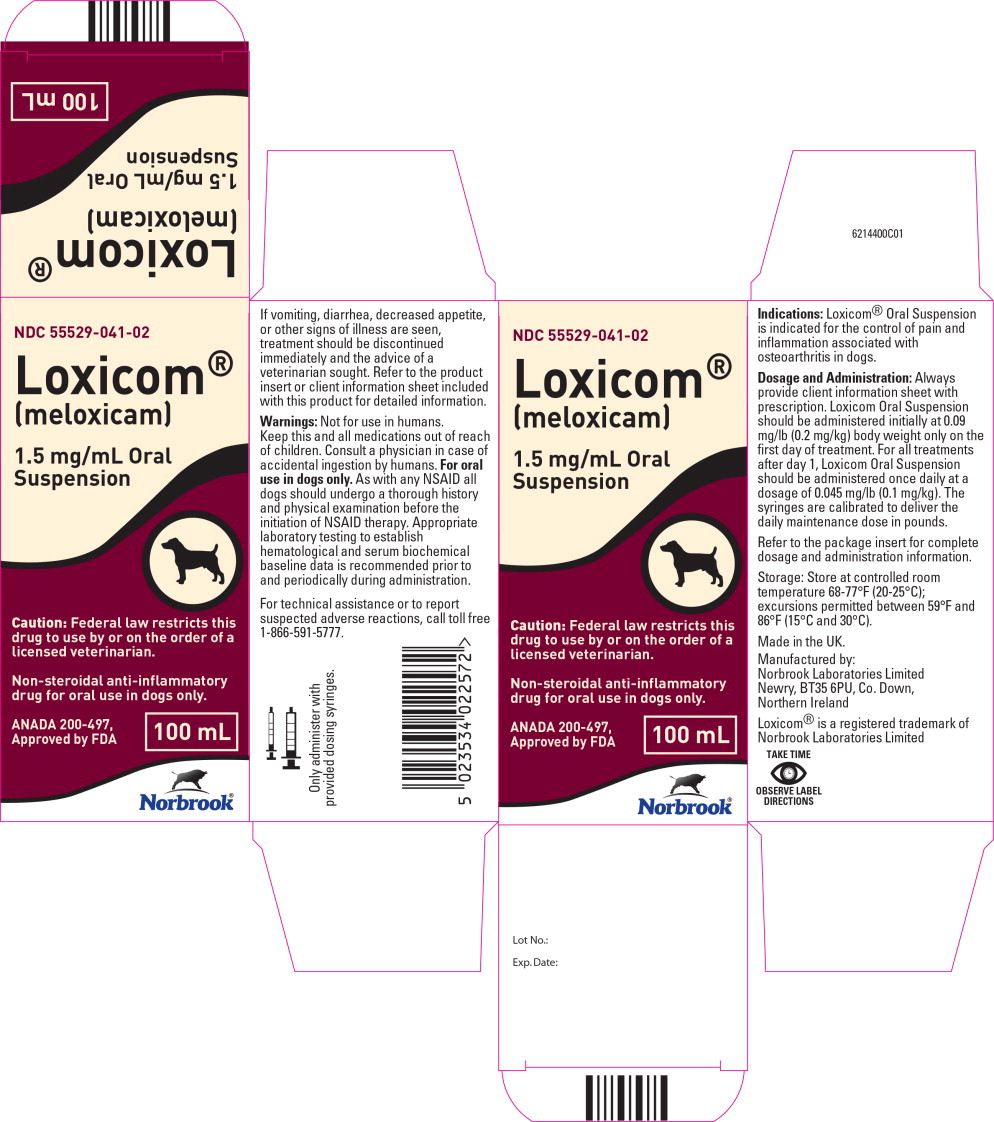 100 mL
1.5 mg/mL Oral
Suspension
(meloxicam)
Loxicom®
6214400C01
NDC 55529-041-02
Loxicom®
(meloxicam)
1.5 mg/mL Oral
Suspension
Caution: Federal law restricts this
drug to use by or on the order of a
licensed veterinarian.
Non-steroidal anti-inflammatory
drug for oral use in dogs only.
ANADA 200-497,
Approved by FDA
100 mL
Norbrook®
If vomiting, diarrhea, decreased appetite,
or other signs of illness are seen,
treatment should be discontinued
immediately and the advice of a
veterinarian sought. Refer to the product
insert or client information sheet included
with this product for detailed information.
Warnings: Not for use in humans.
Keep this and all medications out of reach
of children. Consult a physician in case of
accidental ingestion by humans. For oral
use in dogs only. As with any NSAID all
dogs should undergo a thorough history
and physical examination before the
initiation of NSAID therapy. Appropriate
laboratory testing to establish
hematological and serum biochemical
baseline data is recommended prior to
and periodically during administration.
For technical assistance or to report
suspected adverse reactions, call toll free
1-866-591-5777.
Only administer with
provided dosing syringes.
5 023534 022572 >
NDC 55529-041-02
Loxicom®
(meloxicam)
1.5 mg/mL Oral
Suspension
Caution: Federal law restricts this
drug to use by or on the order of a
licensed veterinarian.
Non-steroidal anti-inflammatory
drug for oral use in dogs only.
ANADA 200-497,
Approved by FDA
100 mL
Norbrook®
Indications: Loxicom® Oral Suspension
is indicated for the control of pain and
inflammation associated with
osteoarthritis in dogs.
Dosage and Administration: Always
provide client information sheet with
prescription. Loxicom Oral Suspension
should be administered initially at 0.09
mg/lb (0.2 mg/kg) body weight only on the
first day of treatment. For all treatments
after day 1, Loxicom Oral Suspension
should be administered once daily at a
dosage of 0.045 mg/lb (0.1 mg/kg). The
syringes are calibrated to deliver the
daily maintenance dose in pounds.
Refer to the package insert for complete
dosage and administration information.
Storage: Store at controlled room
temperature 68-77°F (20-25°C);
excursions permitted between 59°F and
86°F (15°C and 30°C).
Made in the UK.
Manufactured by:
Norbrook Laboratories Limited
Newry, BT35 6PU, Co. Down,
Northern Ireland
Loxicom® is a registered trademark of
Norbrook Laboratories Limited
TAKE TIME
OBSERVE LABEL
DIRECTIONS
Lot No.:
Exp. Date: